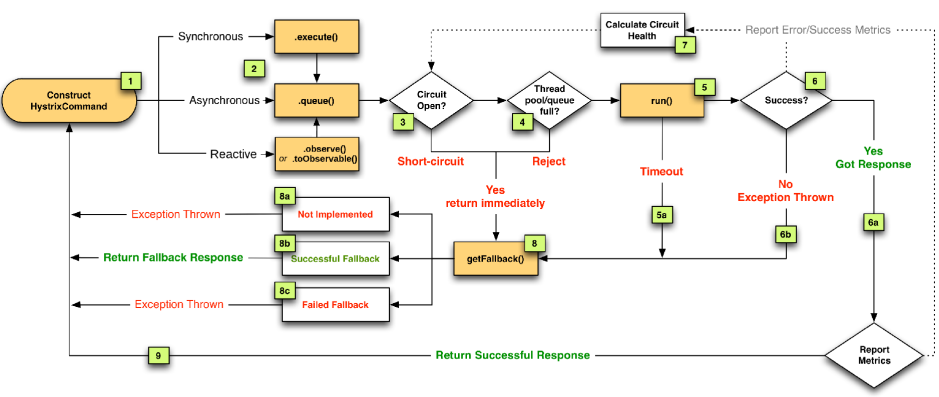 Calculate Circuit
Health
7
Report Error/Success Metrics
Synchronous
.execute()
2
1
Construct
HystrixCommand
Asynchronous
.queue()
Circuit
Open?
3
Thread
pool/queue
full?
4
run()
5
Success?
6
Reactive
.observe()
or .toObservable()
Short-circuit
Reject
Yes
return immediately
Timeout
No
Exception Thrown
Yes
Got Response
5a
6b
6a
8a
Exception Thrown
Not Implemented
8b
Return Fallback Response
Successful Fallback
8
getFallback()
8c
Exception Thrown
Failed Fallback
9
Return Successful Response
Report
Metrics